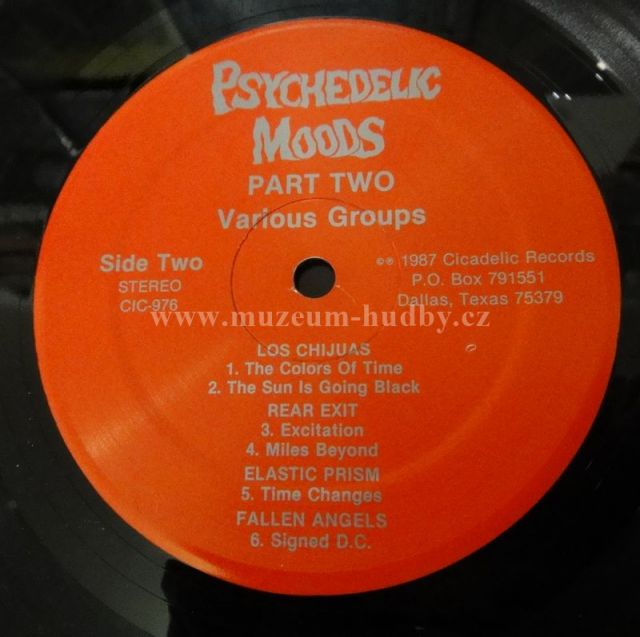 PSYCHEDELIC
MOODS
PART TWO
Various Groups
Side Two
STEREO
CIC-976
℗© 1987 Cicadelic Records
P.O. Box 791551
Dallas, Texas 75379
www.muzeum-hudby.cz
LOS CHIJUAS
1. The Colors Of Time
2. The Sun Is Going Black
REAR EXIT
3. Excitation
4. Miles Beyond
ELASTIC PRISM
5. Time Changes
FALLEN ANGELS
6. Signed D.C.